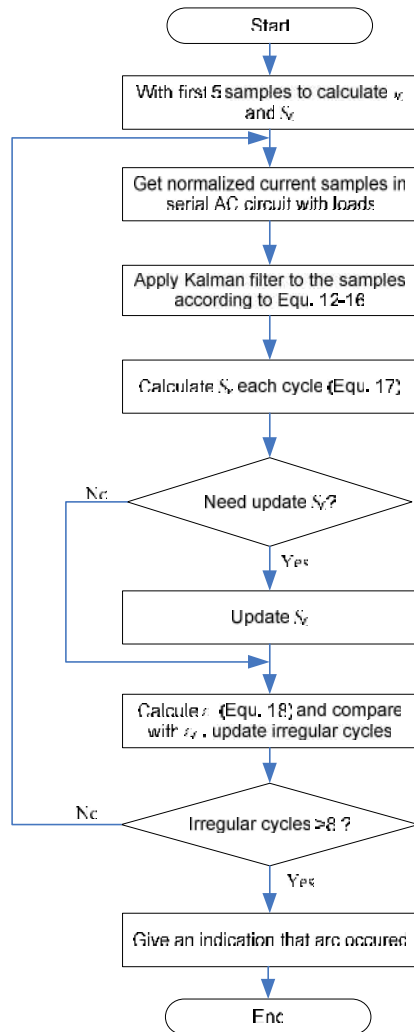 Start
With first 5 samples to calculate
and S
Get normalized current samples in
serial AC circuit with loads
Apply Kalman filter to the samples
according to Equ. 12-16
Calculate S each cycle (Equ. 17)
No
Need update S ?
Yes
Update S
Calcule (Equ. 18) and compare
with , update irregular cycles
No
Irregular cycles >8 ?
Yes
Give an indication that arc occured
End